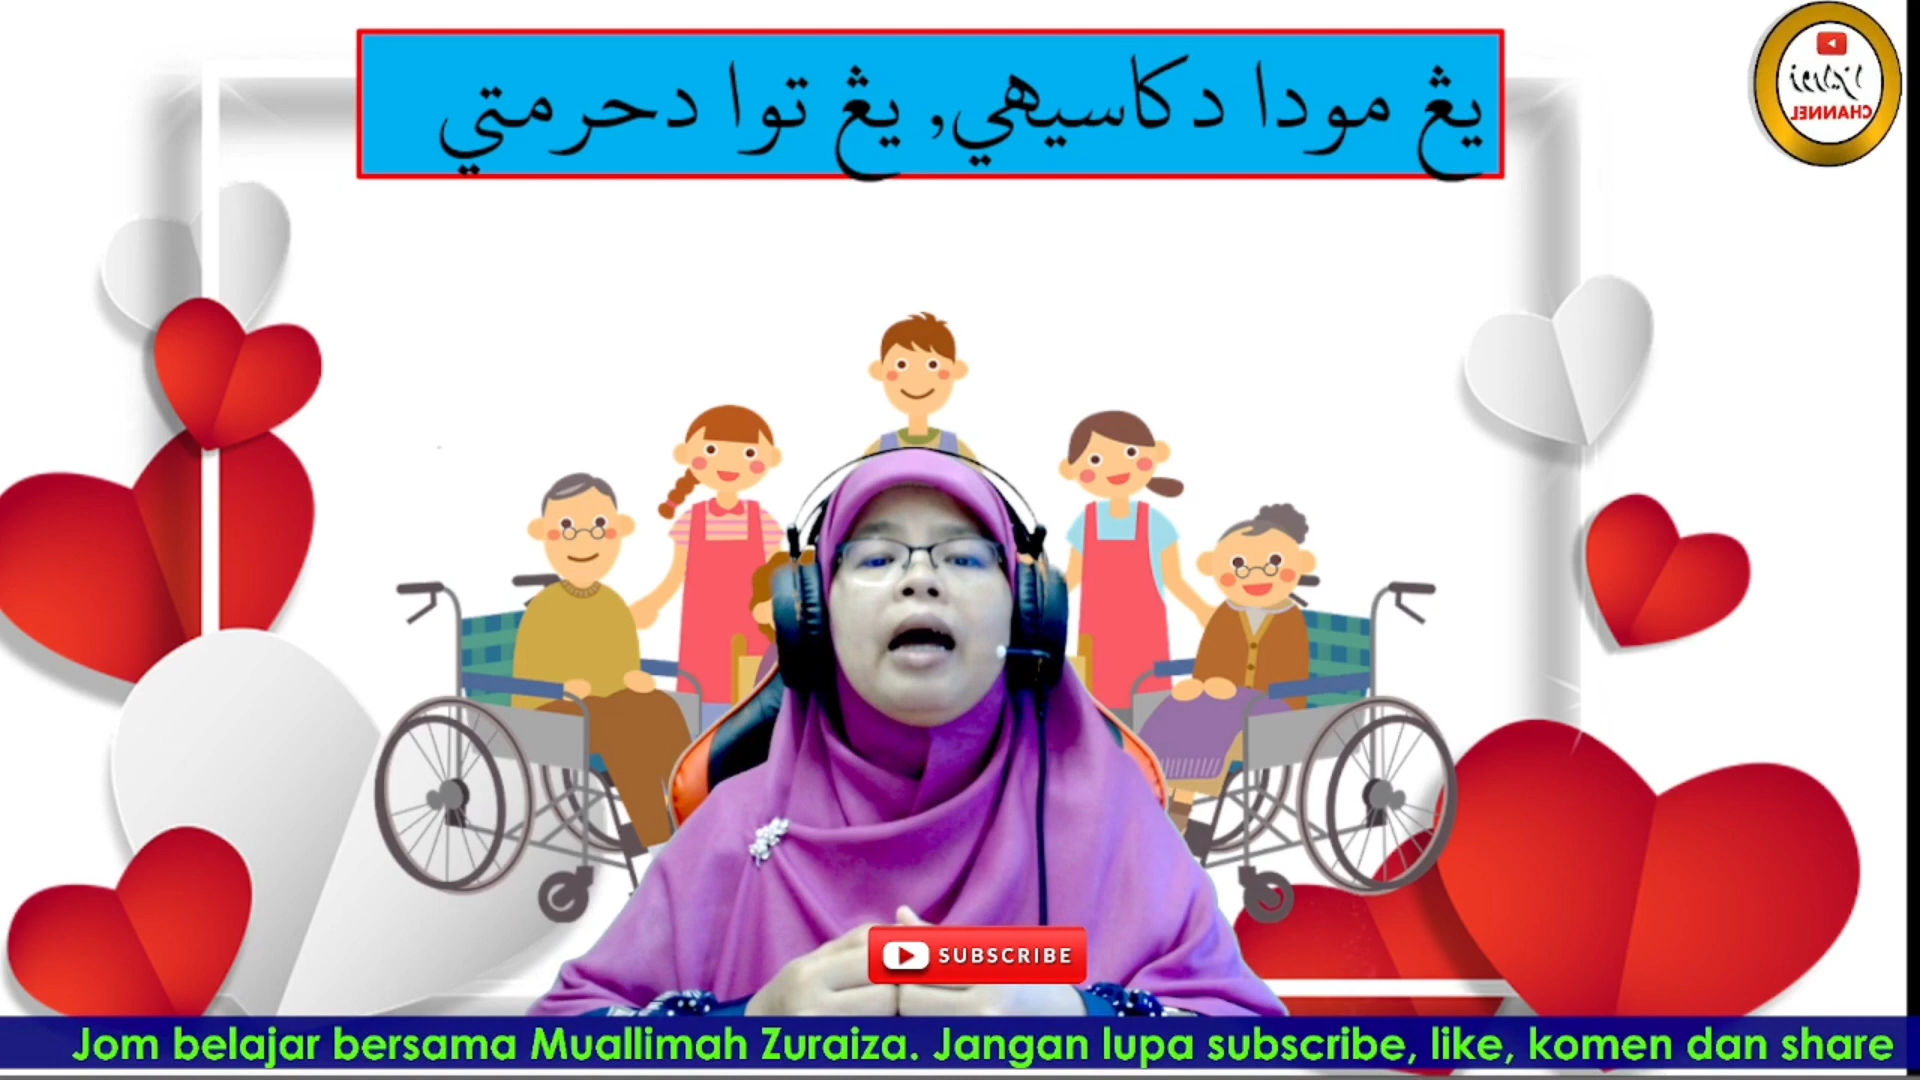 يڠ مودا دكاسيهي, يڠ توا دحرمتي
CHANNEL
SUBSCRIBE
Jom belajar bersama Muallimah Zuraiza. Jangan lupa subscribe, like, komen dan share